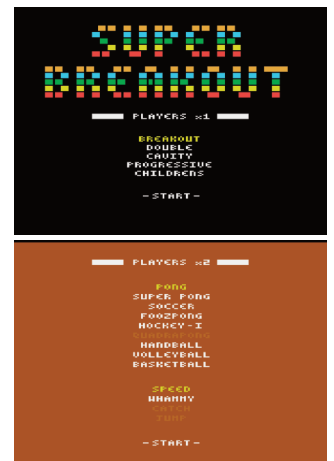 SUPER
BREAKOUT
PLAYERS x1
BREAKOUT
DOUBLE
CAVITY
PROGRESSIVE
CHILDRENS
-START-
PLAYERS x2
PONG
SUPER PONG
SOCCER
FOOZPONG
HOCKEY-I
QUADRAPONG
HANDBALL
VOLLEYBALL
BASKETBALL
SPEED
WHAMMY
CATCH
JUMP
-START-